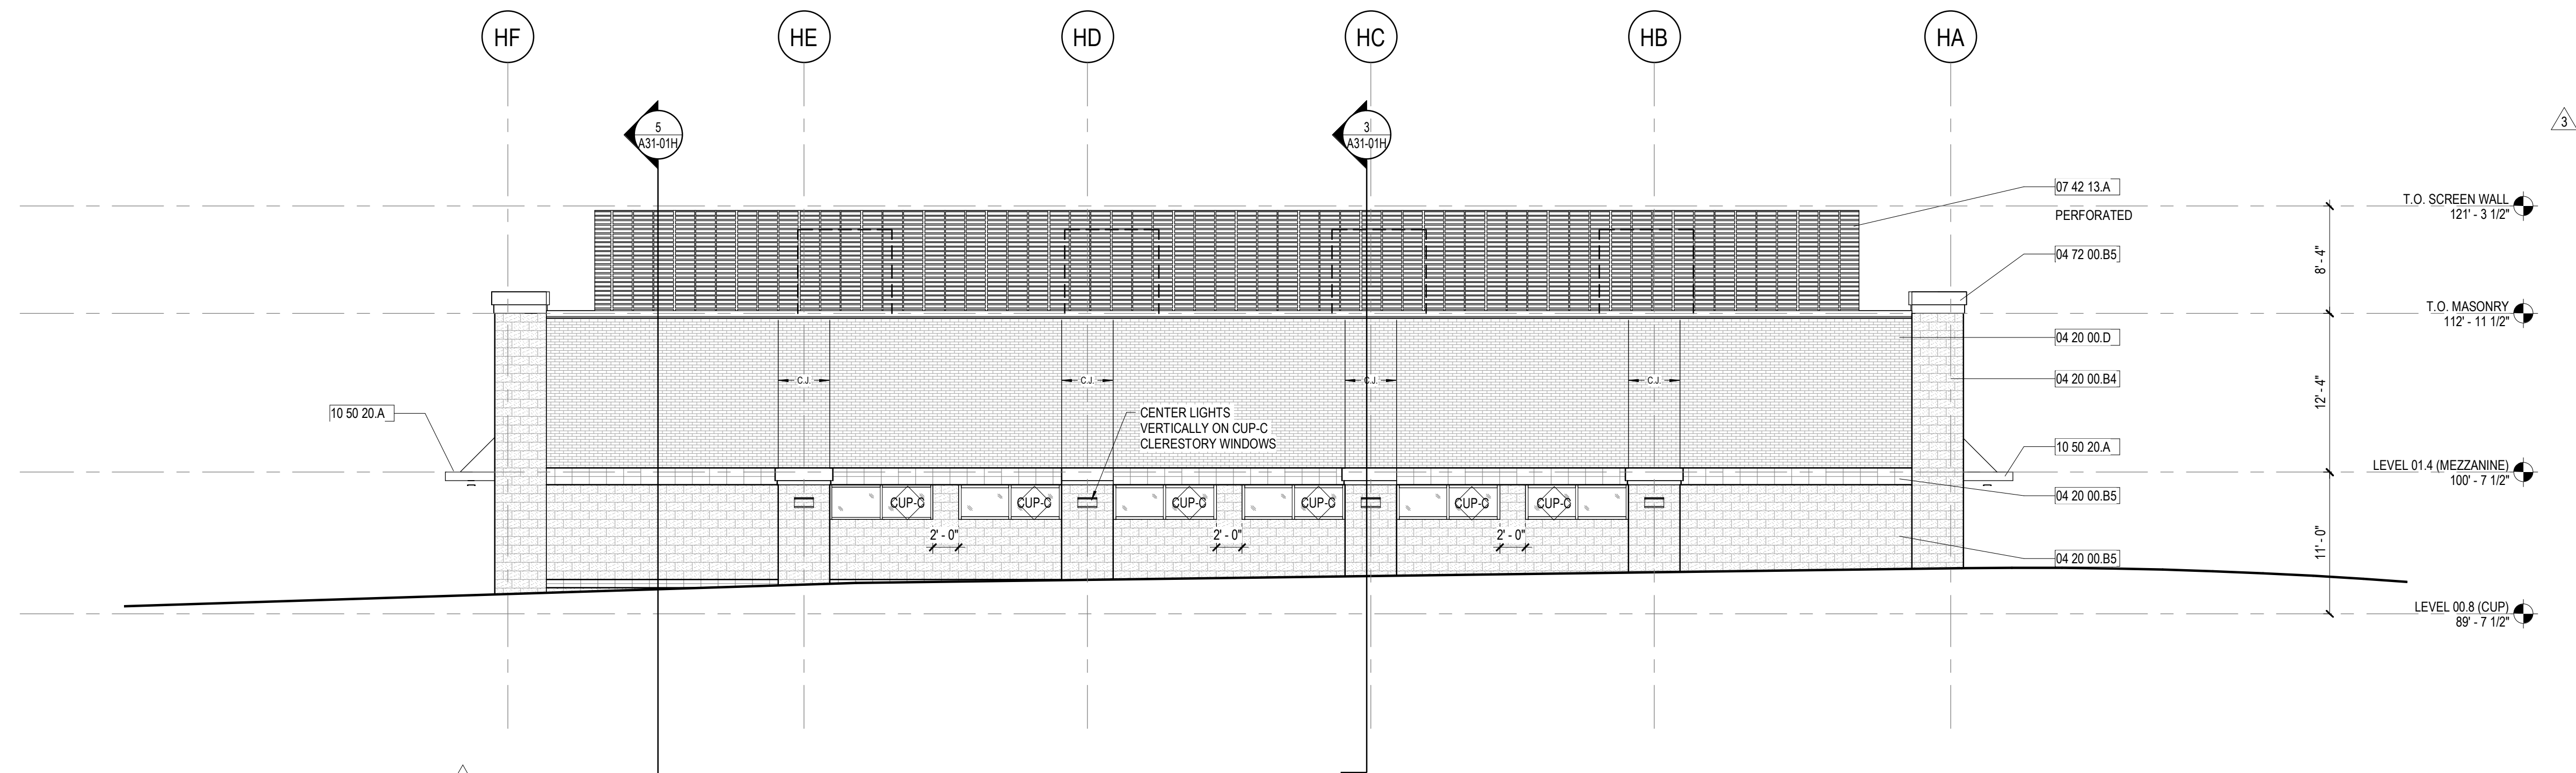 HF
HE
HD
HC
HB
HA
5
A31-01H
3
A31-01H
3
07 42 13.A
PERFORATED
T.O. SCREEN WALL
121' - 3 1/2"
8' - 4"
04 72 00.B5
T.O. MASONRY
112' - 11 1/2"
04 20 00.D
C.J.
C.J.
C.J.
C.J.
04 20 00.B4
12' - 4"
10 50 20.A
CENTER LIGHTS
VERTICALLY ON CUP-C
CLERESTORY WINDOWS
10 50 20.A
LEVEL 01.4 (MEZZANINE)
100' - 7 1/2"
04 20 00.B5
CUP-C
CUP-C
CUP-C
CUP-C
CUP-C
CUP-C
2' - 0"
2' - 0"
2' - 0"
11' - 0"
04 20 00.B5
LEVEL 00.8 (CUP)
89' - 7 1/2"